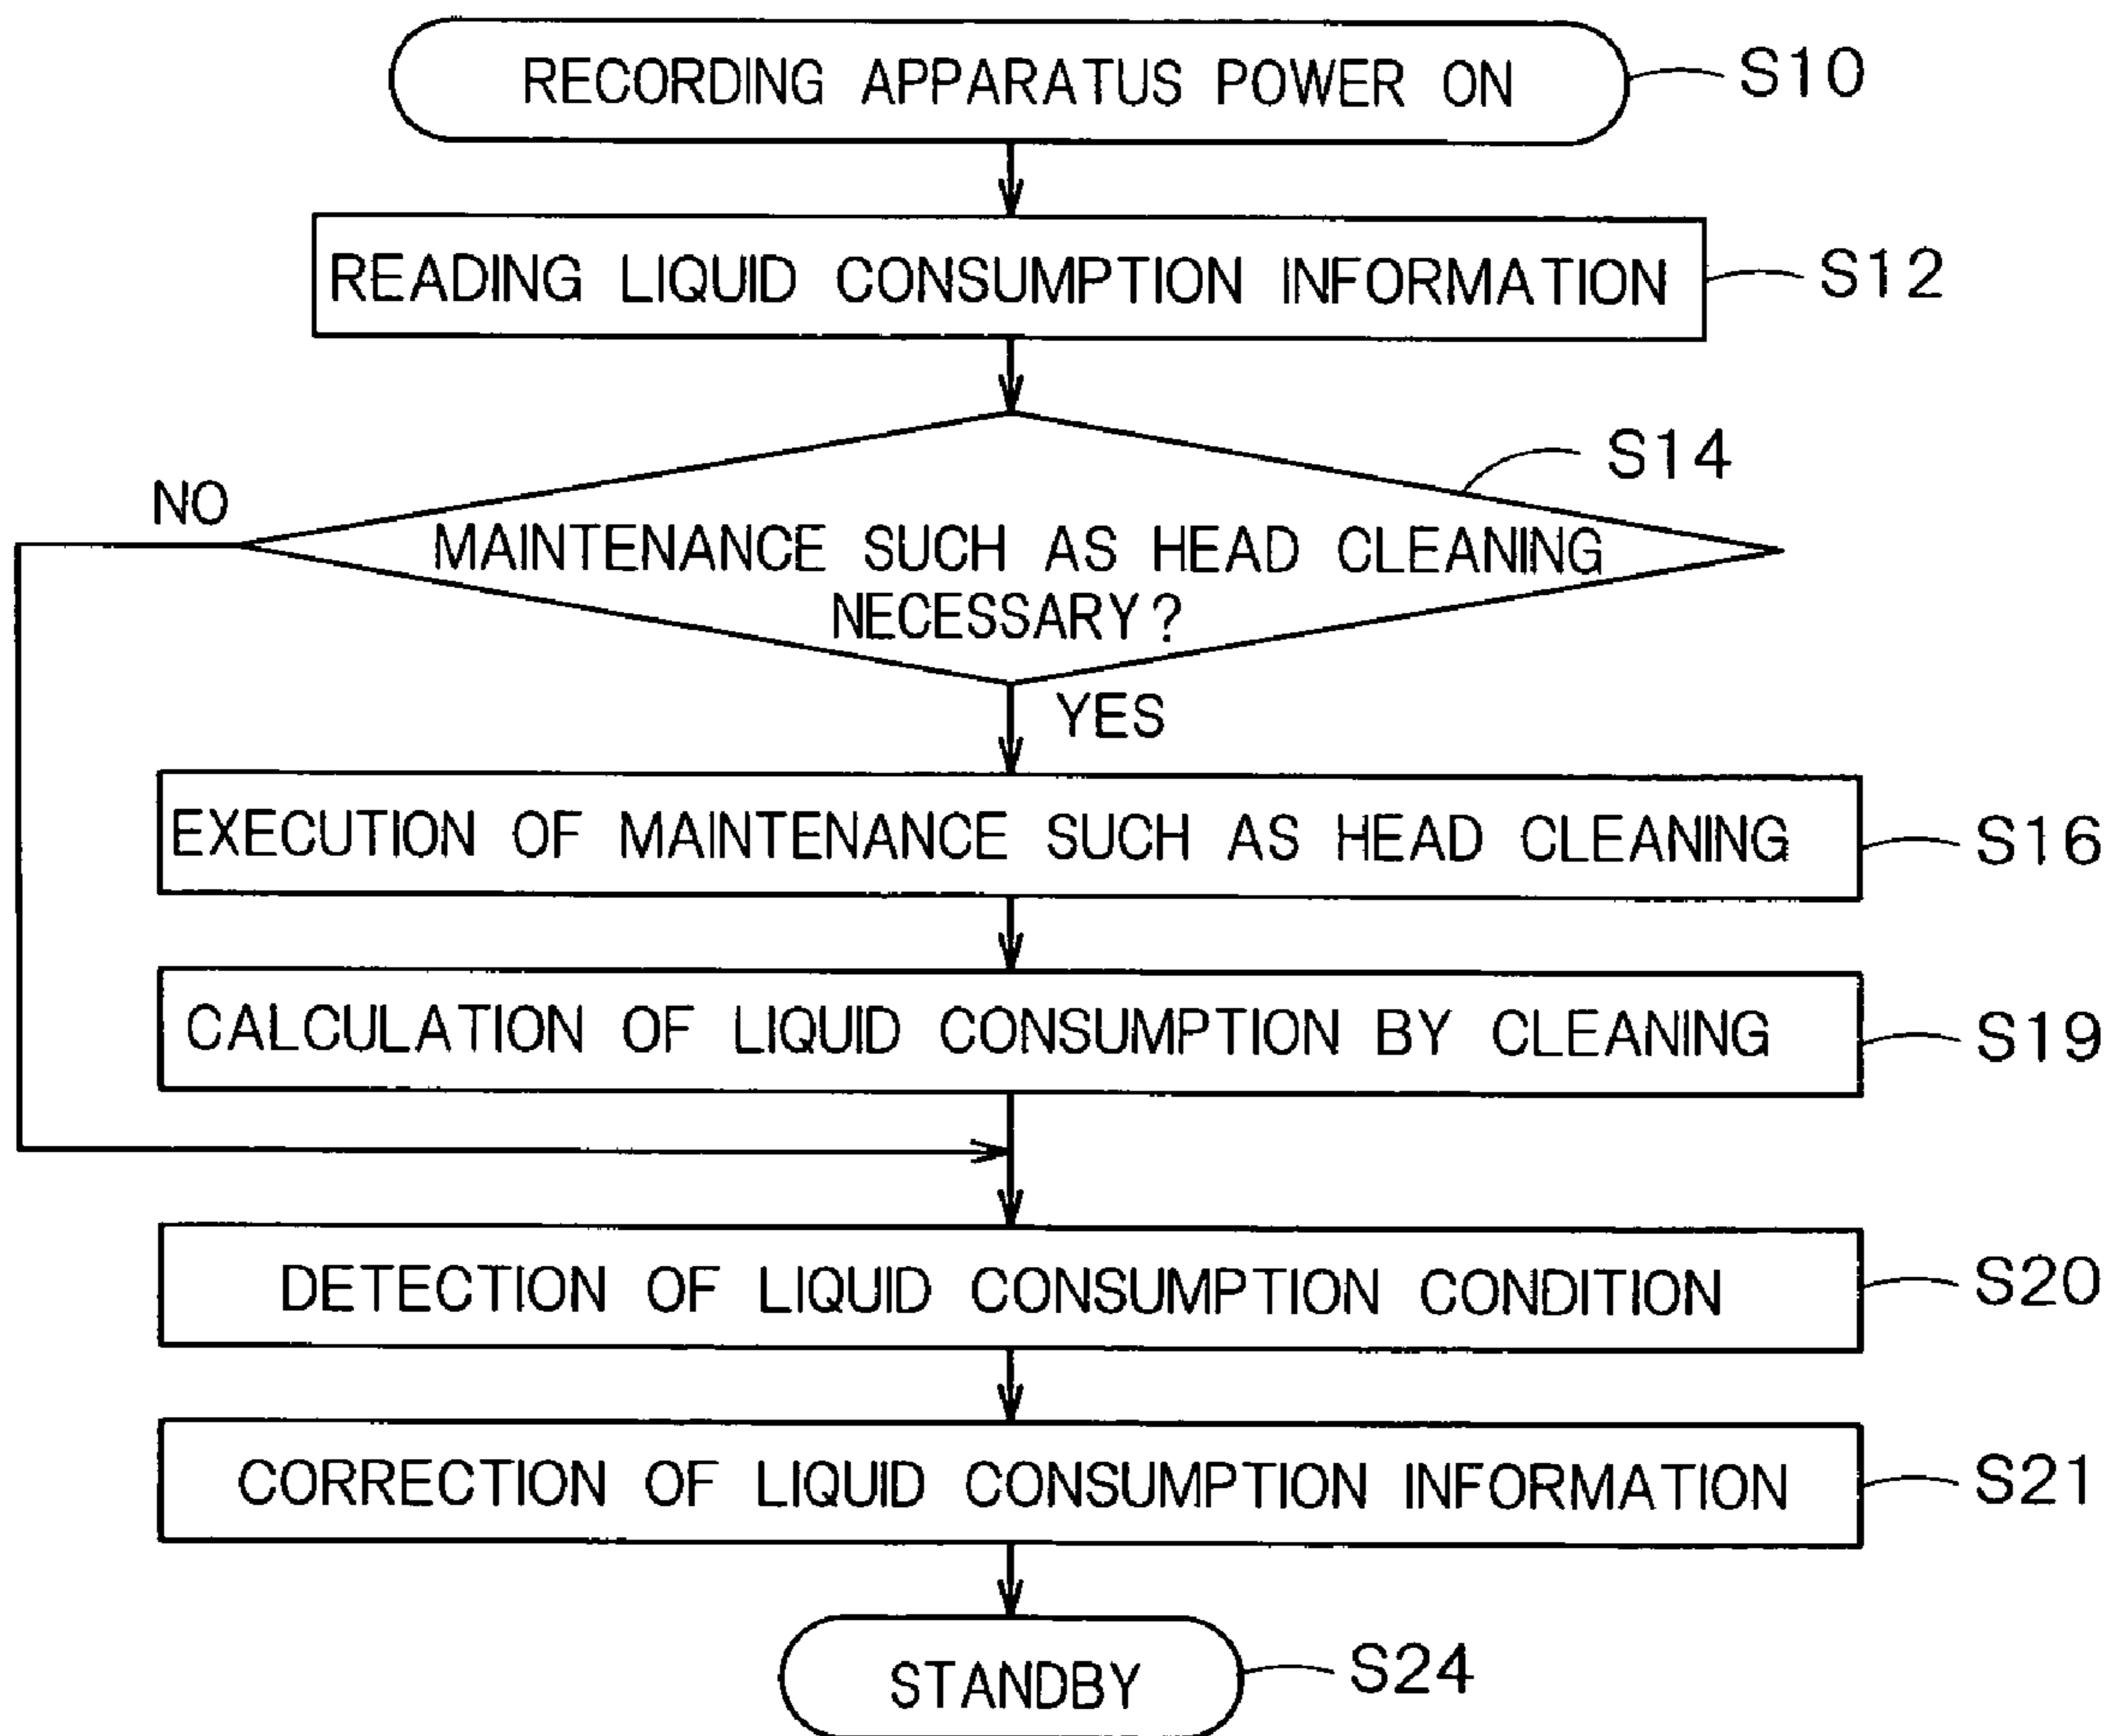 RECORDING APPARATUS POWER ON
S10
READING LIQUID CONSUMPTION INFORMATION
S12
S14
NO
MAINTENANCE SUCH AS HEAD CLEANING
NECESSARY?
YES
EXECUTION OF MAINTENANCE SUCH AS HEAD CLEANING
S16
CALCULATION OF LIQUID CONSUMPTION BY CLEANING
S19
DETECTION OF LIQUID CONSUMPTION CONDITION
S20
CORRECTION OF LIQUID CONSUMPTION INFORMATION
S21
STANDBY
S24